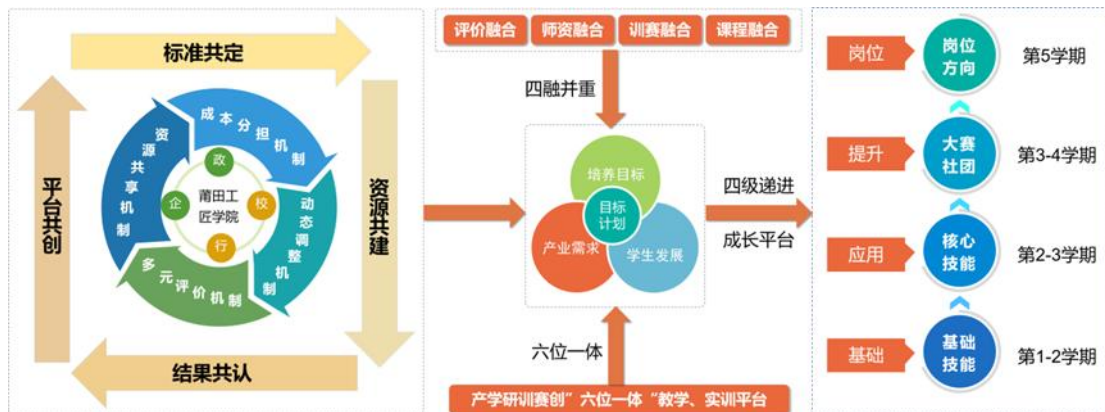 标准共定
平台共创
资源共建
结果共认
成本分担机制
动态调整机制
多元评价机制
资源共享机制
政
企
校
行
莆田工
匠学院
评价融合
师资融合
训赛融合
课程融合
四融并重
培养目标
目标
计划
产业需求
学生发展
六位一体
产学研训赛创”六位一体“教学、实训平台
四级递进
成长平台
岗位
岗位
方向
第5学期
提升
大赛
社团
第3-4学期
应用
核心
技能
第2-3学期
基础
基础
技能
第1-2学期